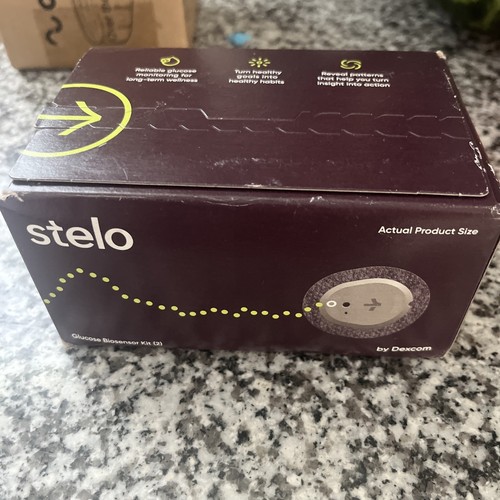 Reliable glucose
monitoring for
long-term wellness
Turn healthy
goals into
healthy habits
Reveal patterns
that help you turn
insight into action
stelo
Actual Product Size
Glucose Biosensor Kit (2)
by Dexcom